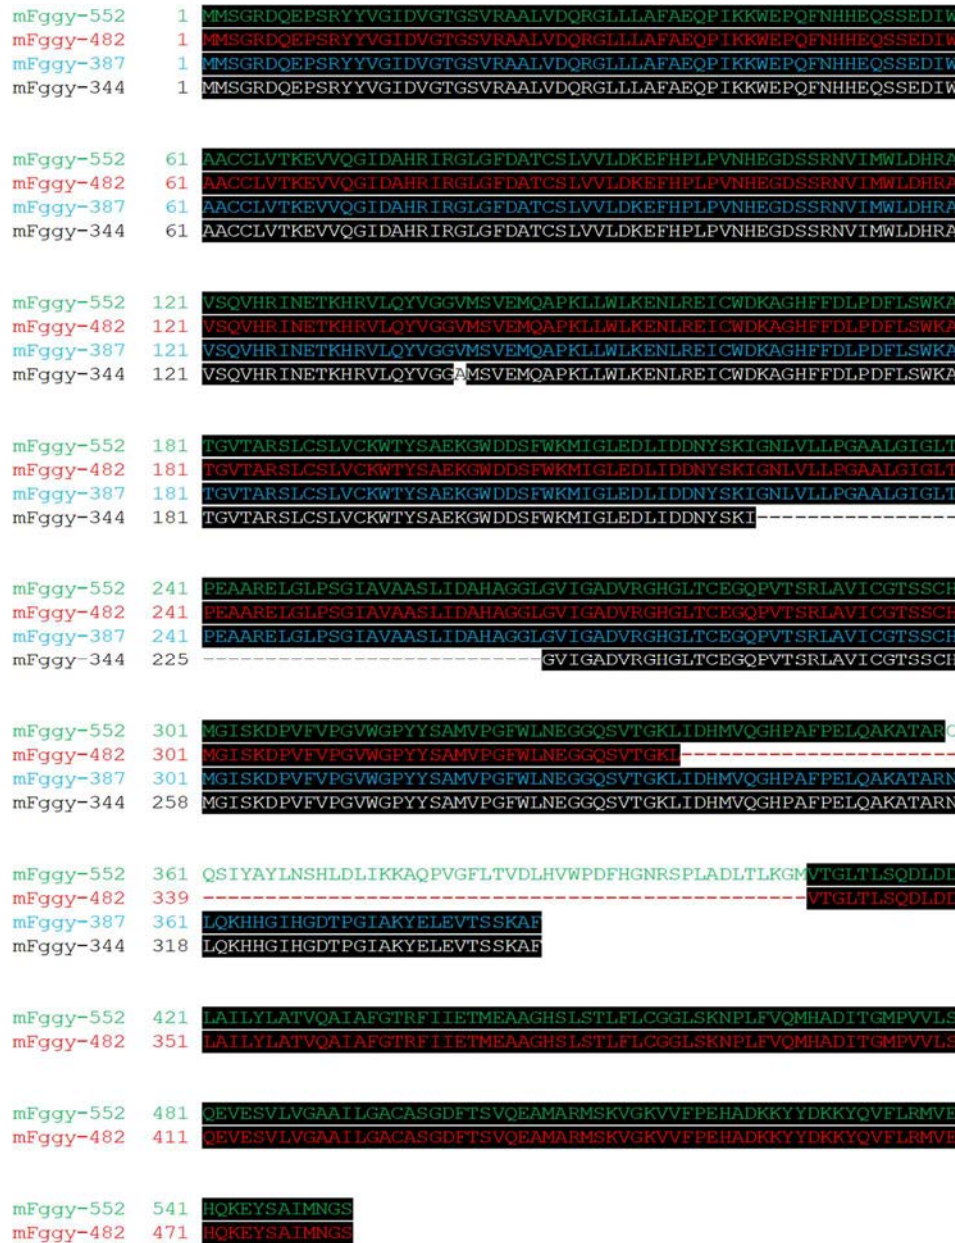 mFggy-552 1 MMSGRDQEPSRYYVGIDVGTGSVRAALVDQRGLLLAFAEQPIKKWEPQFNHHEQSSEDIW
mFggy-482 1 MMSGRDQEPSRYYVGIDVGTGSVRAALVDQRGLLLAFAEQPIKKWEPQFNHHEQSSEDIW
mFggy-387 1 MMSGRDQEPSRYYVGIDVGTGSVRAALVDQRGLLLAFAEQPIKKWEPQFNHHEQSSEDIW
mFggy-344 1 MMSGRDQEPSRYYVGIDVGTGSVRAALVDQRGLLLAFAEQPIKKWEPQFNHHEQSSEDIW
mFggy-552 61 AACCLVTKEVVQGIDAHRIRGLGFDATCSLVVLDKEFHPLPVNHEGDSSRNVIMWLDHRA
mFggy-482 61 AACCLVTKEVVQGIDAHRIRGLGFDATCSLVVLDKEFHPLPVNHEGDSSRNVIMWLDHRA
mFggy-387 61 AACCLVTKEVVQGIDAHRIRGLGFDATCSLVVLDKEFHPLPVNHEGDSSRNVIMWLDHRA
mFggy-344 61 AACCLVTKEVVQGIDAHRIRGLGFDATCSLVVLDKEFHPLPVNHEGDSSRNVIMWLDHRA
mFggy-552 121 VSQVHRINETKHRVLQYVGGVMSVEMQAPKLLWLKENLREICWDKAGHFFDLPDFLSWKA
mFggy-482 121 VSQVHRINETKHRVLQYVGGVMSVEMQAPKLLWLKENLREICWDKAGHFFDLPDFLSWKA
mFggy-387 121 VSQVHRINETKHRVLQYVGGVMSVEMQAPKLLWLKENLREICWDKAGHFFDLPDFLSWKA
mFggy-344 121 VSQVHRINETKHRVLQYVGGAMSVEMQAPKLLWLKENLREICWDKAGHFFDLPDFLSWKA
mFggy-552 181 TGVTARSLCSLVCKWTYSAEKGWDDSFWKMIGLEDLIDDNYSKIGNLVLLPGAALGIGLT
mFggy-482 181 TGVTARSLCSLVCKWTYSAEKGWDDSFWKMIGLEDLIDDNYSKIGNLVLLPGAALGIGLT
mFggy-387 181 TGVTARSLCSLVCKWTYSAEKGWDDSFWKMIGLEDLIDDNYSKIGNLVLLPGAALGIGLT
mFggy-344 181 TGVTARSLCSLVCKWTYSAEKGWDDSFWKMIGLEDLIDDNYSKI----------------
mFggy-552 241 PEAARELGLPSGIAVAASLIDAHAGGLGVIGADVRGHGLTCEGQPVTSRLAVICGTSSCH
mFggy-482 241 PEAARELGLPSGIAVAASLIDAHAGGLGVIGADVRGHGLTCEGQPVTSRLAVICGTSSCH
mFggy-387 241 PEAARELGLPSGIAVAASLIDAHAGGLGVIGADVRGHGLTCEGQPVTSRLAVICGTSSCH
mFggy-344 225 ---------------------------GVIGADVRGHGLTCEGQPVTSRLAVICGTSSCH
mFggy-552 301 MGISKDPVFVPGVWGPYYSAMVPGFWLNEGGQSVTGKLIDHMVQGHPAFPELQAKATARC
mFggy-482 301 MGISKDPVFVPGVWGPYYSAMVPGFWLNEGGQSVTGKL----------------------
mFggy-387 301 MGISKDPVFVPGVWGPYYSAMVPGFWLNEGGQSVTGKLIDHMVQGHPAFPELQAKATARN
mFggy-344 258 MGISKDPVFVPGVWGPYYSAMVPGFWLNEGGQSVTGKLIDHMVQGHPAFPELQAKATARN
mFggy-552 361 QSIYAYLNSHLDLIKKAQPVGFLTVDLHVWPDFHGNRSPLADLTLKGMVTGLTLSQDLDD
mFggy-482 339 ------------------------------------------------VTGLTLSQDLDD
mFggy-387 361 LQKHHGIHGDTPGIAKYELEVTSSKAF
mFggy-344 318 LQKHHGIHGDTPGIAKYELEVTSSKAF
mFggy-552 421 LAILYLATVQAIAFGTRFIIETMEAAGHSLSTLFLCGGLSKNPLFVQMHADITGMPVVLS
mFggy-482 351 LAILYLATVQAIAFGTRFIIETMEAAGHSLSTLFLCGGLSKNPLFVQMHADITGMPVVLS
mFggy-552 481 QEVESVLVGAAILGACASGDFTSVQEAMARMSKVGKVVFPEHADKKYYDKKYQVFLRMVE
mFggy-482 411 QEVESVLVGAAILGACASGDFTSVQEAMARMSKVGKVVFPEHADKKYYDKKYQVFLRMVE
mFggy-552 541 HQKEYSAIMNGS
mFggy-482 471 HQKEYSAIMNGS